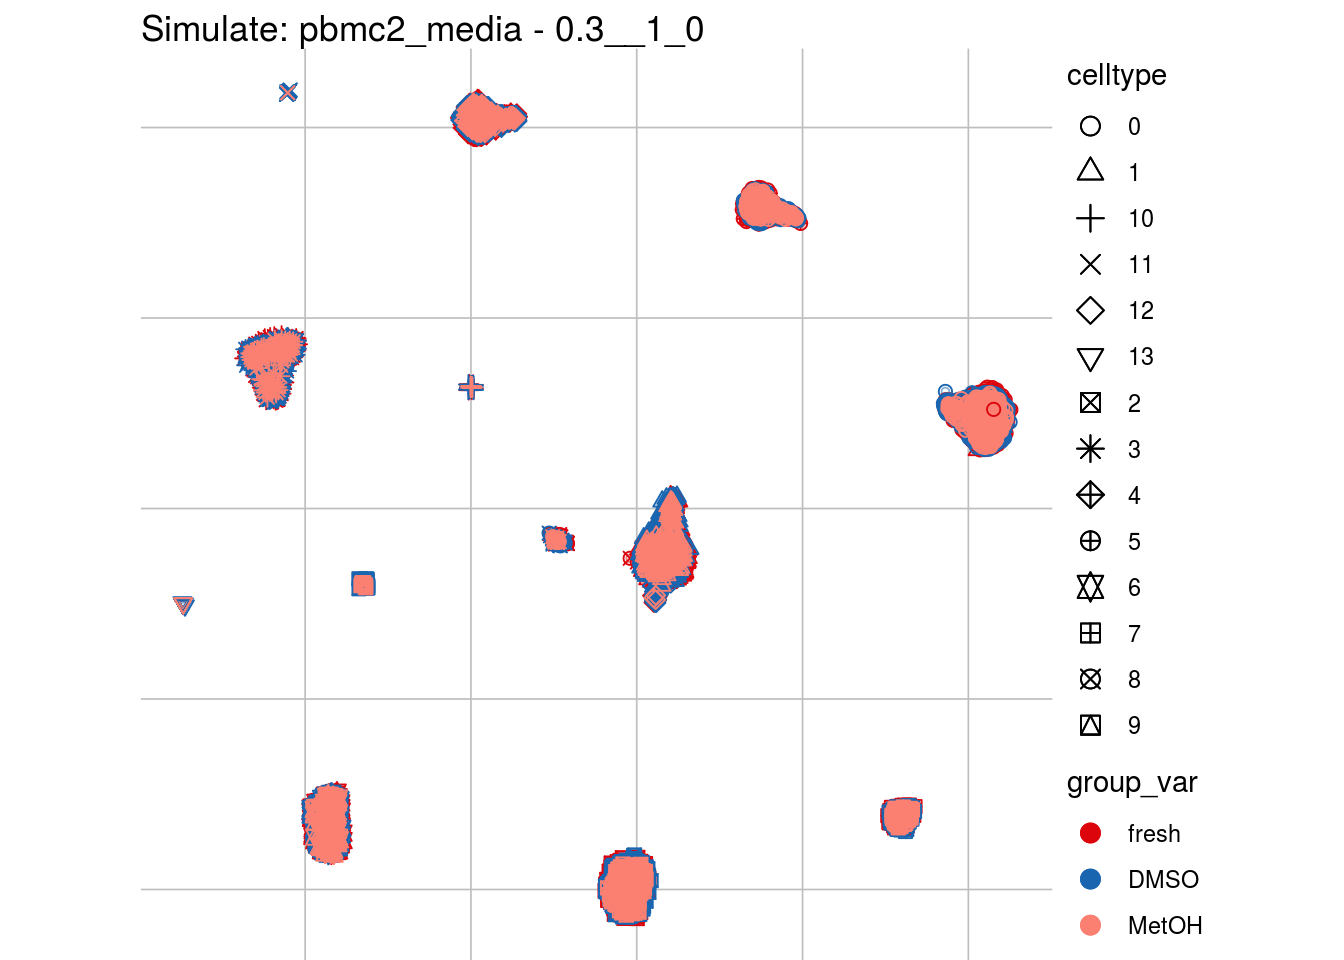 Simulate: pbmc2_media - 0.3__1_0
celltype
0
1
10
11
12
13
2
3
4
5
6
7
8
9
group_var
fresh
DMSO
MetOH